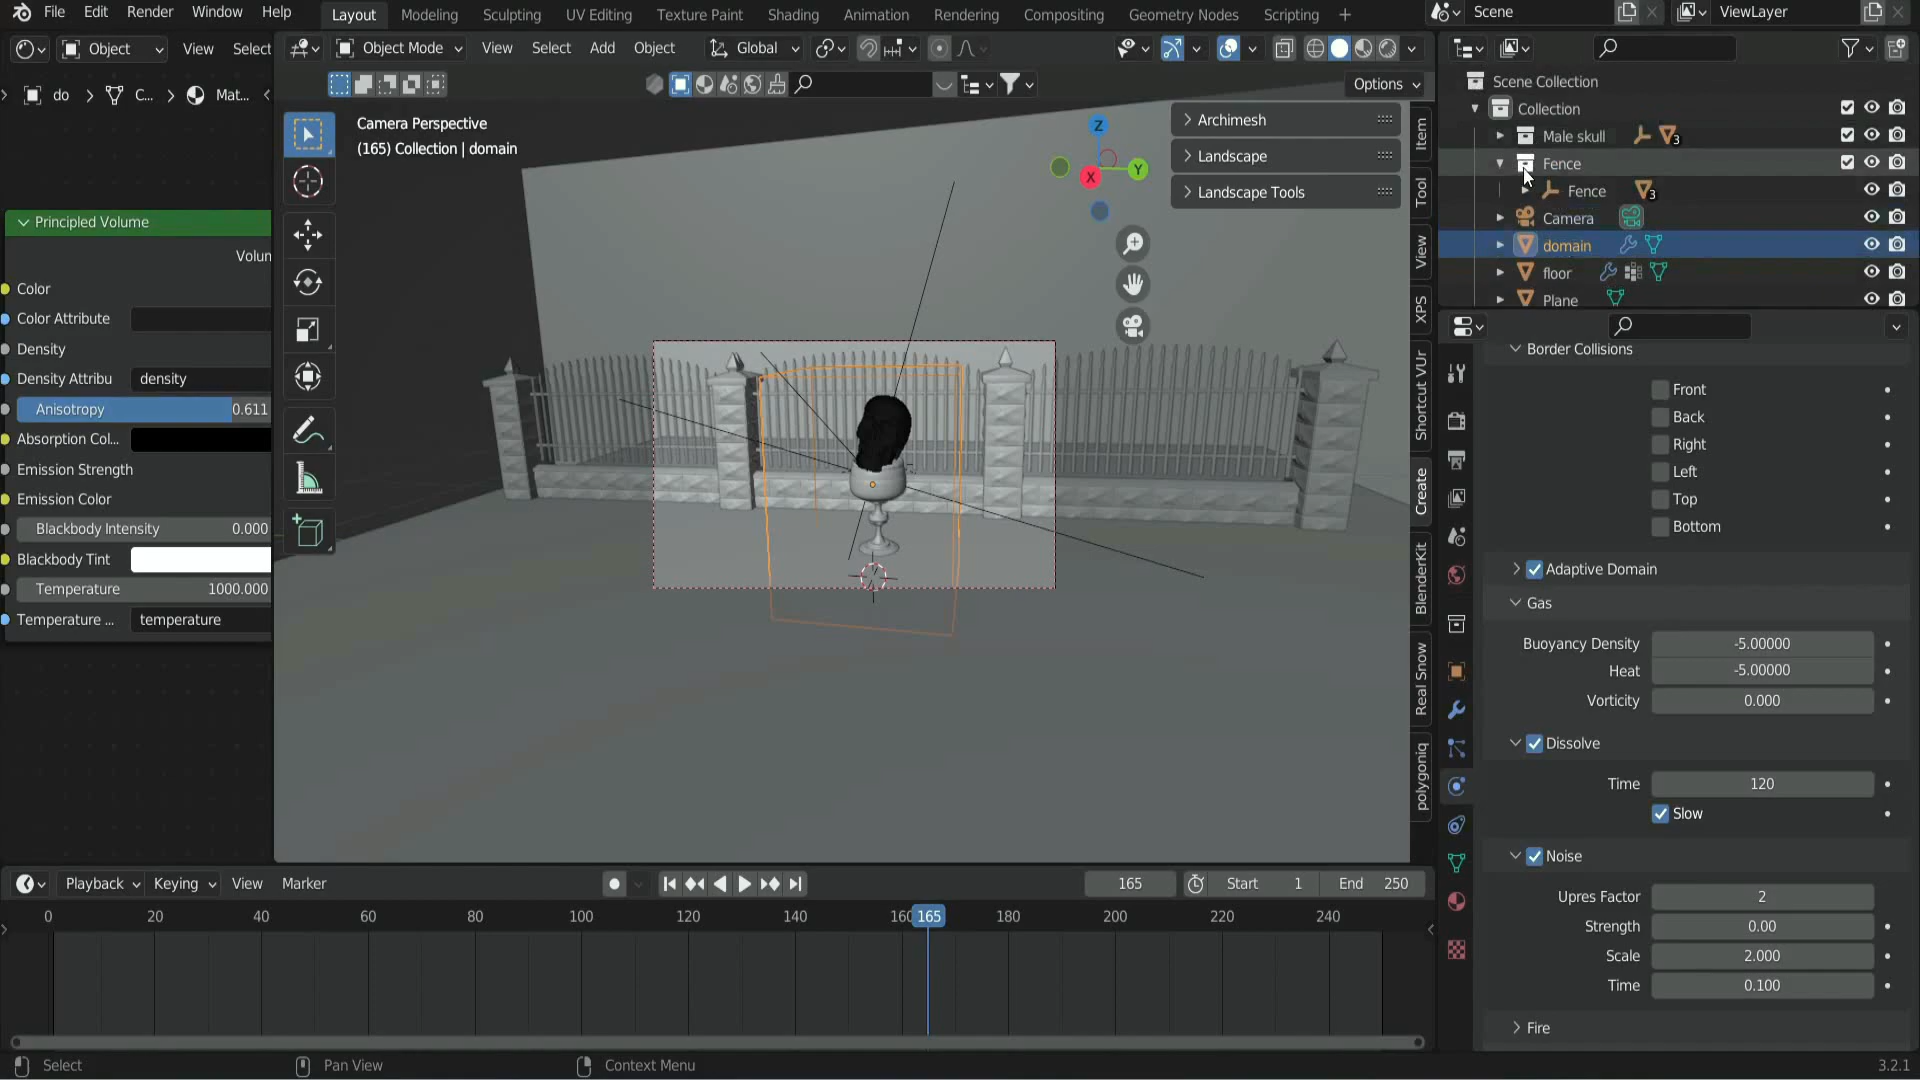 File Edit Render Window Help Layout Modeling Sculpting UV Editing Texture Paint Shading Animation Rendering Compositing Geometry Nodes Scripting + Scene ViewLayer
Object View Select Object Mode View Select Add Object Global
do C... Mat... Options
Principled Volume
Volum
Color
Color Attribute
Density
Density Attribu density
Anisotropy 0.611
Absorption Col...
Emission Strength
Emission Color
Blackbody Intensity 0.000
Blackbody Tint
Temperature 1000.000
Temperature ... temperature
Camera Perspective
(165) Collection | domain
Z
Y
X
Archimesh
Landscape
Landscape Tools
Item
Tool
View
XPS
Shortcut VUr
Create
BlenderKit
Real Snow
polygoniq
Scene Collection
Collection
Male skull 3
Fence
Fence 3
Camera
domain
floor
Plane
Border Collisions
Front
Back
Right
Left
Top
Bottom
Adaptive Domain
Gas
Buoyancy Density -5.00000
Heat -5.00000
Vorticity 0.000
Dissolve
Time 120
Slow
Noise
Upres Factor 2
Strength 0.00
Scale 2.000
Time 0.100
Fire
Playback Keying View Marker 165 Start 1 End 250
0 20 40 60 80 100 120 140 160 165 180 200 220 240
Select Pan View Context Menu 3.2.1